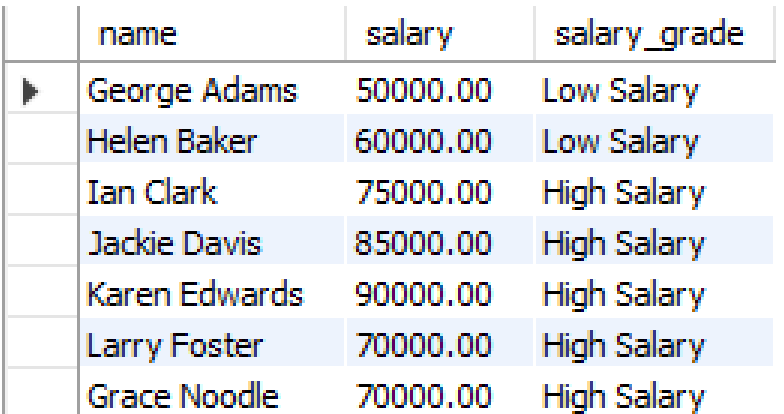 name salary salary_grade
George Adams 50000.00 Low Salary
Helen Baker 60000.00 Low Salary
Ian Clark 75000.00 High Salary
Jackie Davis 85000.00 High Salary
Karen Edwards 90000.00 High Salary
Larry Foster 70000.00 High Salary
Grace Noodle 70000.00 High Salary